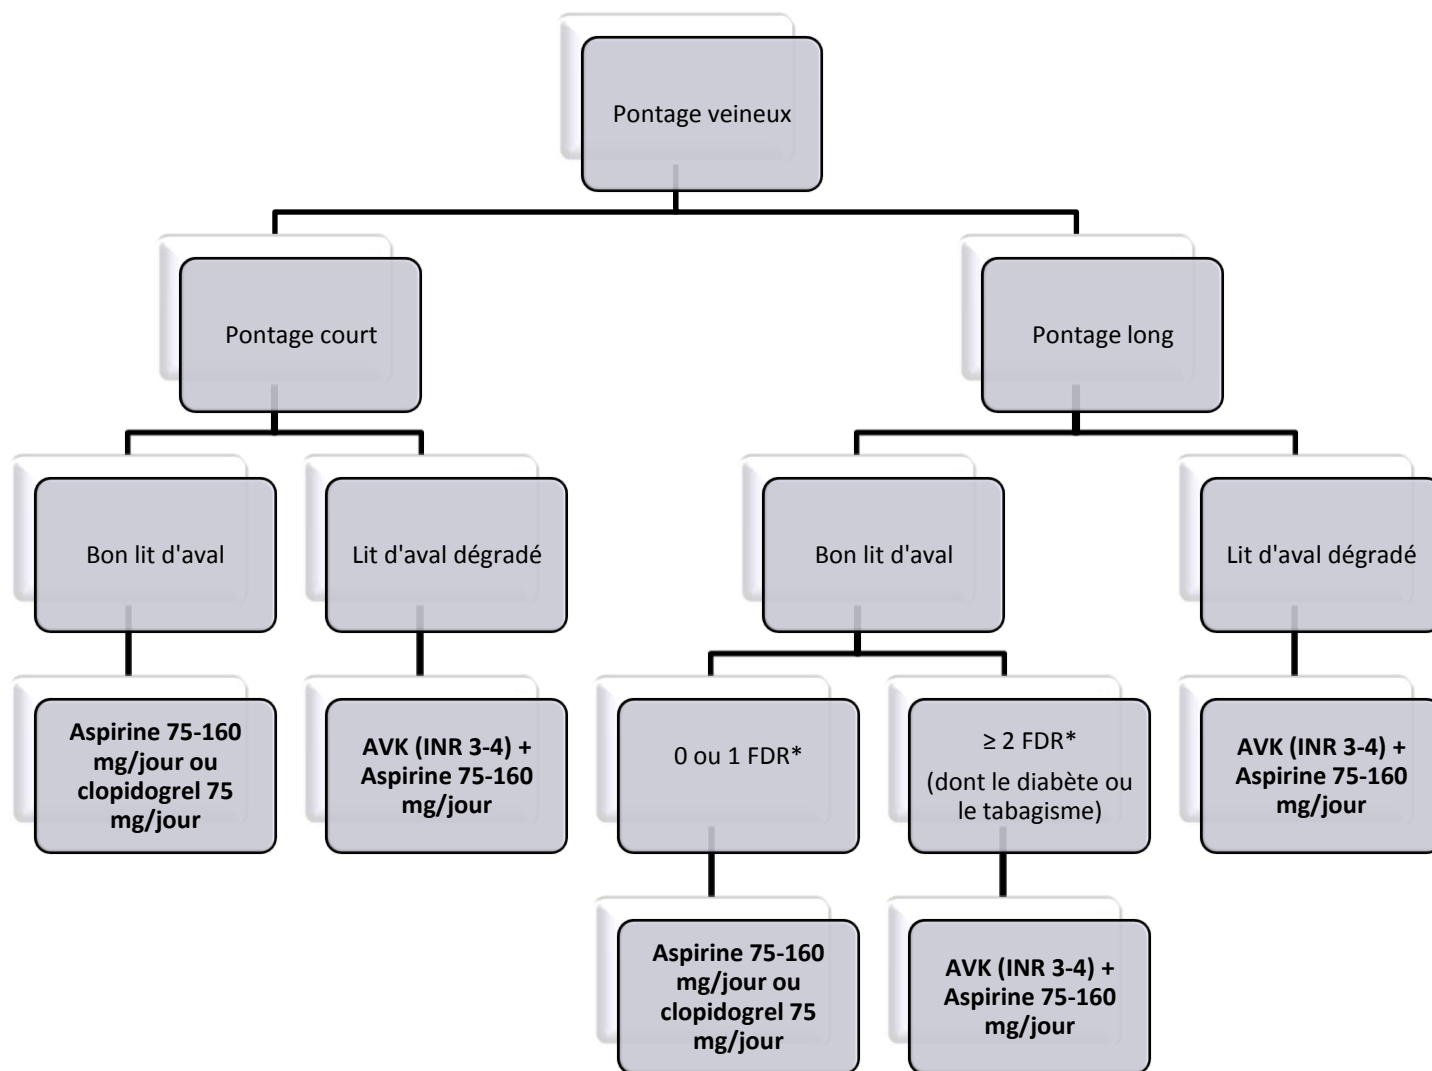 Pontage veineux
Pontage court
Pontage long
Bon lit d'aval
Lit d'aval dégradé
Bon lit d'aval
Lit d'aval dégradé
Aspirine 75-160
mg/jour ou
clopidogrel 75
mg/jour
AVK (INR 3-4) +
Aspirine 75-160
mg/jour
0 ou 1 FDR*
≥ 2 FDR*
(dont le diabète ou
le tabagisme)
AVK (INR 3-4) +
Aspirine 75-160
mg/jour
Aspirine 75-160
mg/jour ou
clopidogrel 75
mg/jour
AVK (INR 3-4) +
Aspirine 75-160
mg/jour